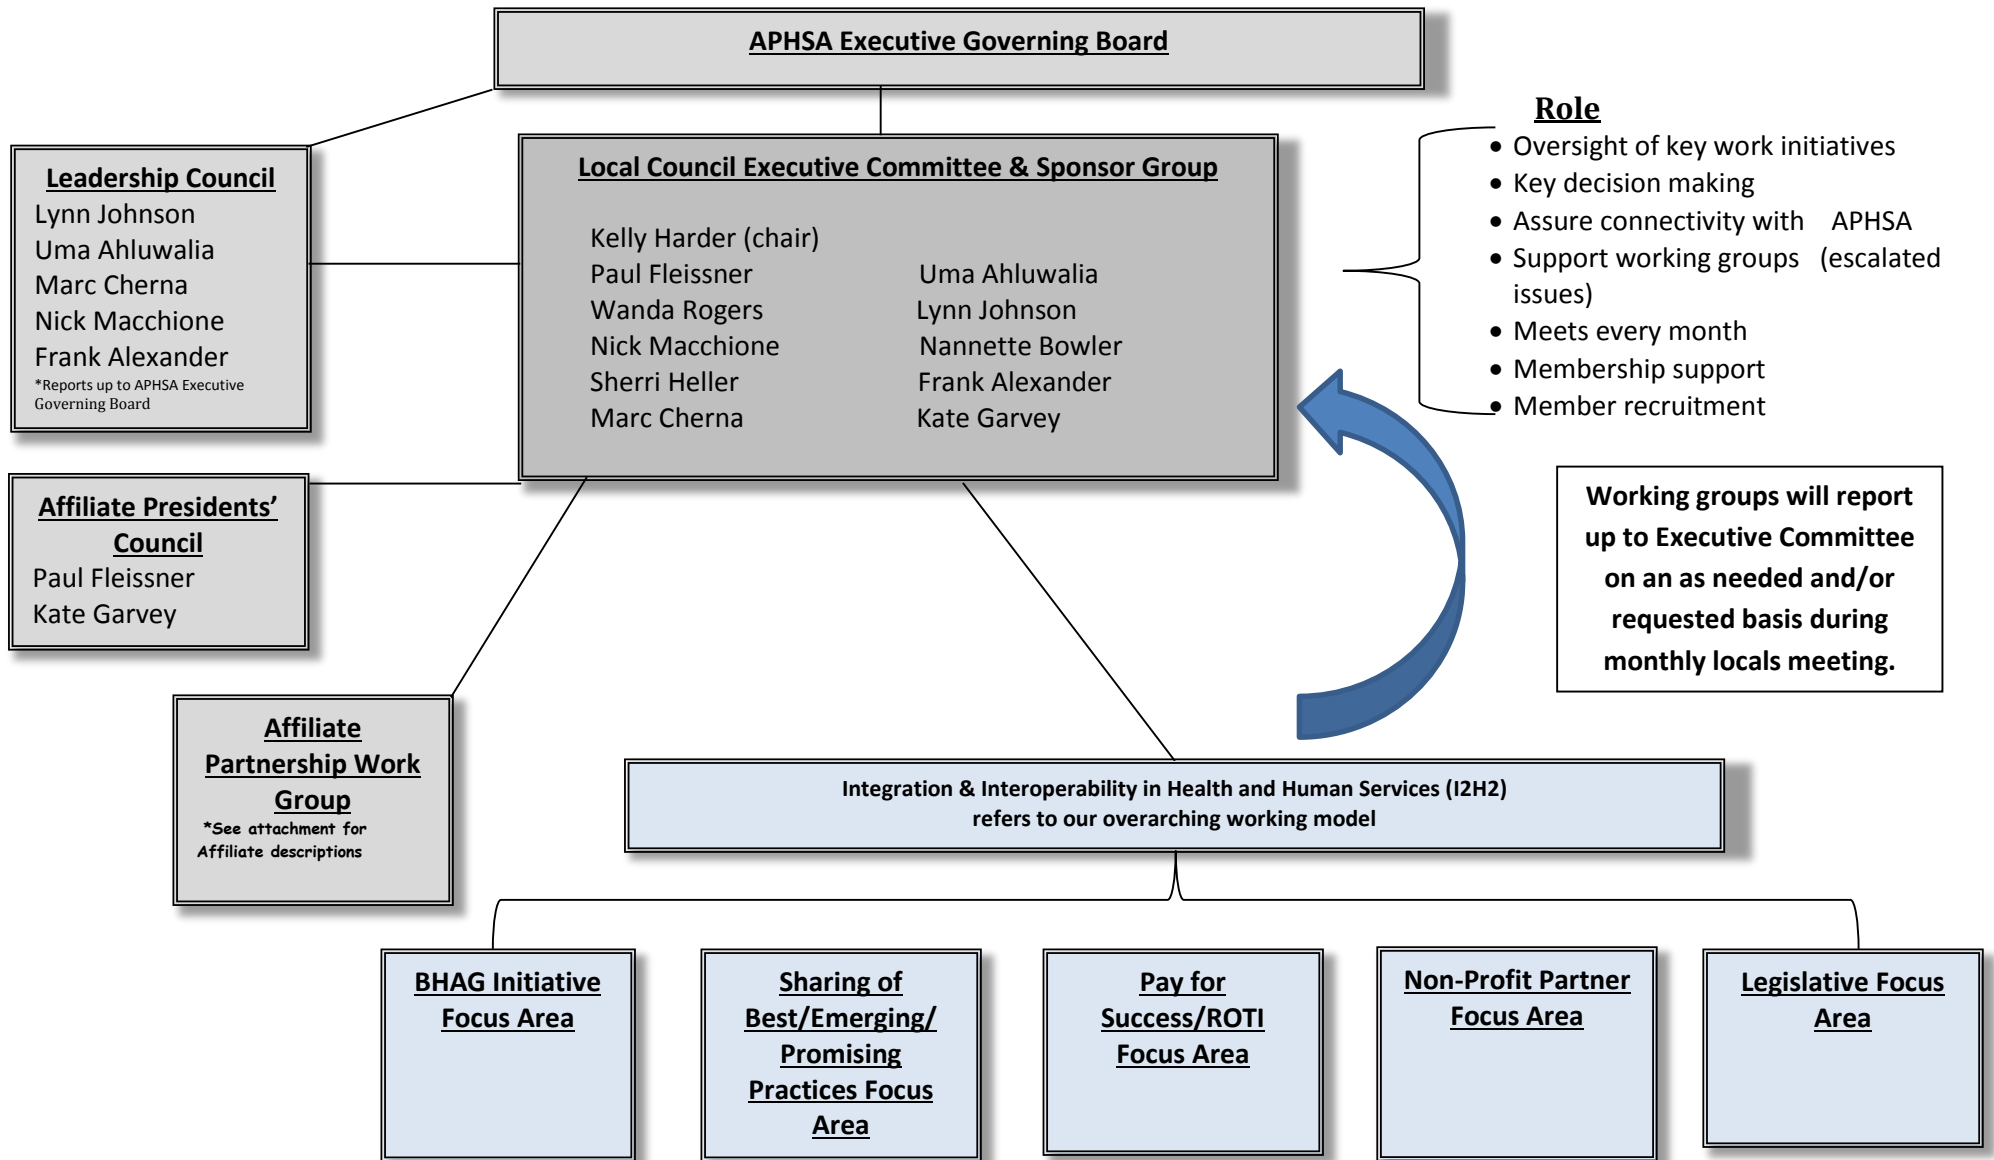 APHSA Executive Governing Board
Leadership Council
Lynn Johnson
Uma Ahluwalia
Marc Cherna
Nick Macchione
Frank Alexander
*Reports up to APHSA Executive
Governing Board
Local Council Executive Committee & Sponsor Group
Kelly Harder (chair)
Paul Fleissner Uma Ahluwalia
Wanda Rogers Lynn Johnson
Nick Macchione Nannette Bowler
Sherri Heller Frank Alexander
Marc Cherna Kate Garvey
Role
• Oversight of key work initiatives
• Key decision making
• Assure connectivity with APHSA
• Support working groups (escalated
issues)
• Meets every month
• Membership support
• Member recruitment
Affiliate Presidents’
Council
Paul Fleissner
Kate Garvey
Working groups will report
up to Executive Committee
on an as needed and/or
requested basis during
monthly locals meeting.
Affiliate
Partnership Work
Group
*See attachment for
Affiliate descriptions
Integration & Interoperability in Health and Human Services (I2H2)
refers to our overarching working model
BHAG Initiative
Focus Area
Sharing of
Best/Emerging/
Promising
Practices Focus
Area
Pay for
Success/ROTI
Focus Area
Non-Profit Partner
Focus Area
Legislative Focus
Area